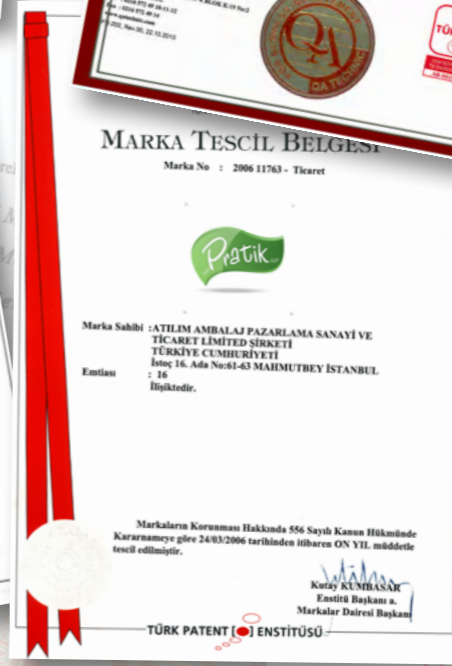 QA TECHNIC
TÜR
MARKA TESCİL BELGESİ
Marka No : 2006 11763 - Ticaret
Pratik
Marka Sahibi :ATILIM AMBALAJ PAZARLAMA SANAYİ VE
TİCARET LİMİTED ŞİRKETİ
TÜRKİYE CUMHURİYETİ
İstoç 16. Ada No:61-63 MAHMUTBEY İSTANBUL
Emtiası : 16
İlişiktedir.
Markaların Korunması Hakkında 556 Sayılı Kanun Hükmünde
Kararnameye göre 24/03/2006 tarihinden itibaren ON YIL müddetle
tescil edilmiştir.
Kutay KUMBASAR
Enstitü Başkanı a.
Markalar Dairesi Başkanı
TÜRK PATENT ENSTİTÜSÜ